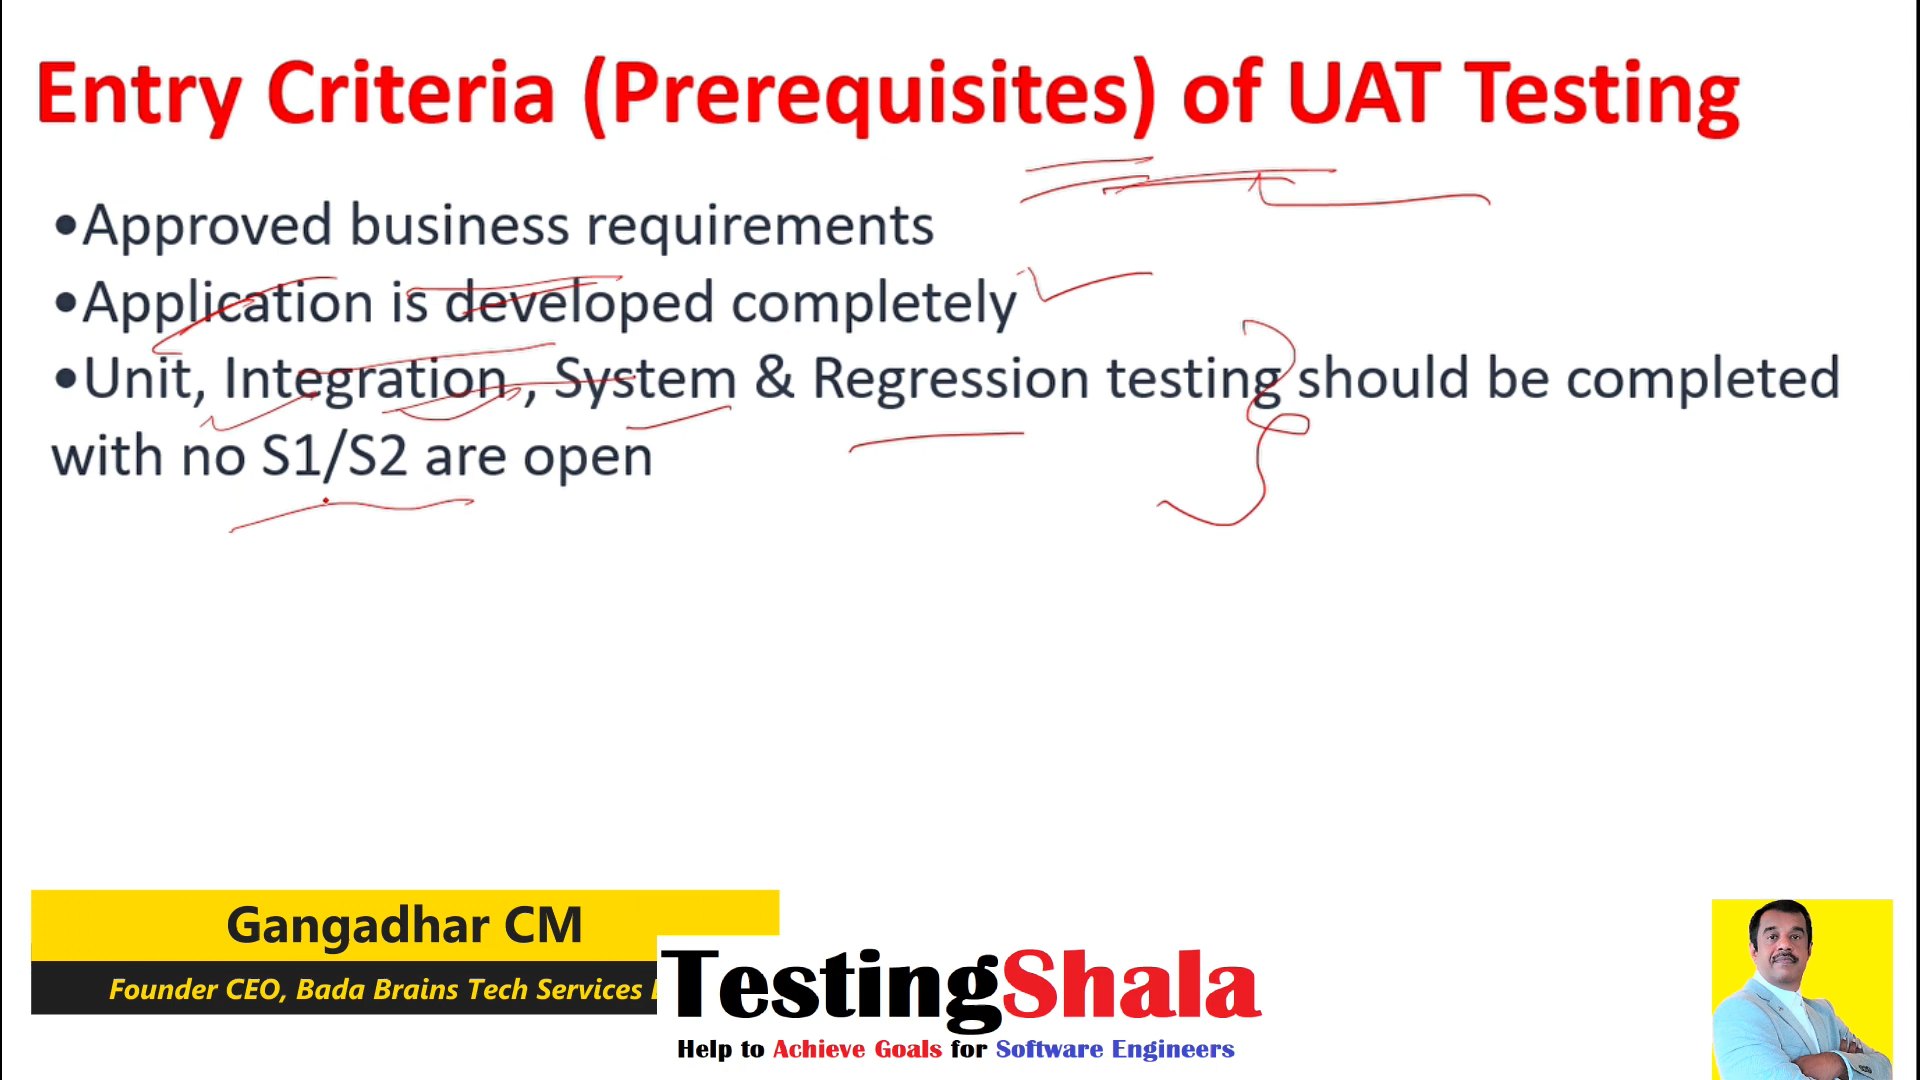 Entry Criteria (Prerequisites) of UAT Testing
•Approved business requirements
•Application is developed completely
•Unit, Integration , System & Regression testing should be completed
with no S1/S2 are open
Gangadhar CM
Founder CEO, Bada Brains Tech Services
TestingShala
Help to Achieve Goals for Software Engineers